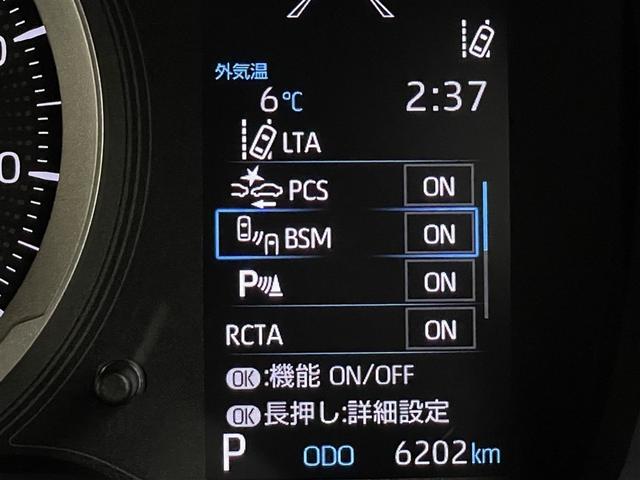 外気温
6℃ 2:37
LTA
PCS ON
BSM ON
P ON
RCTA ON
OK:機能 ON/OFF
OK長押し:詳細設定
P ODO 6202km